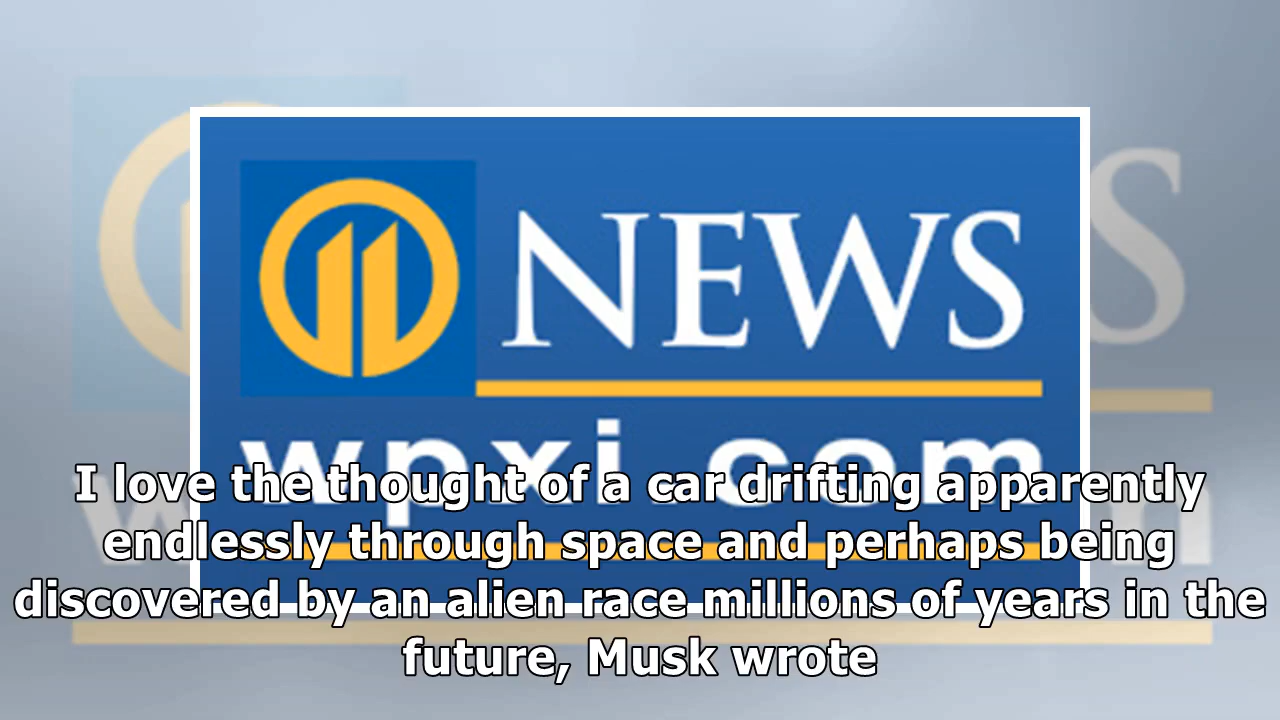 11 NEWS
wpxi.com
I love the thought of a car drifting apparently
endlessly through space and perhaps being
discovered by an alien race millions of years in the
future, Musk wrote